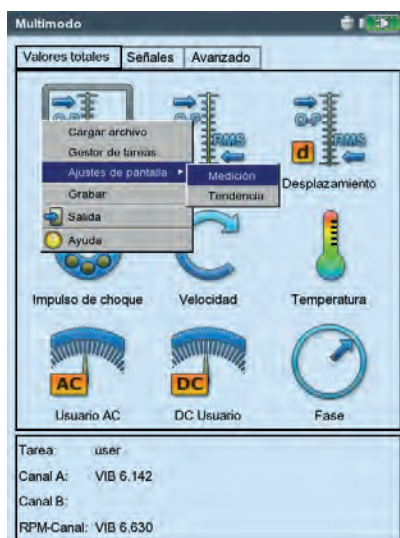 Multimodo
Valores totales Señales Avanzado
O-P
O-P
RMS
O-P
d RMS
Cargar archivo
Gestor de tareas
Ajustes de pantalla
Medición
Desplazamiento
Grabar
Tendencia
Salida
Ayuda
Impulso de choque Velocidad Temperatura
AC
DC
Usuario AC DC Usuario Fase
Tarea: user
Canal A: VIB 6.142
Canal B:
RPM-Canal: VIB 6.630